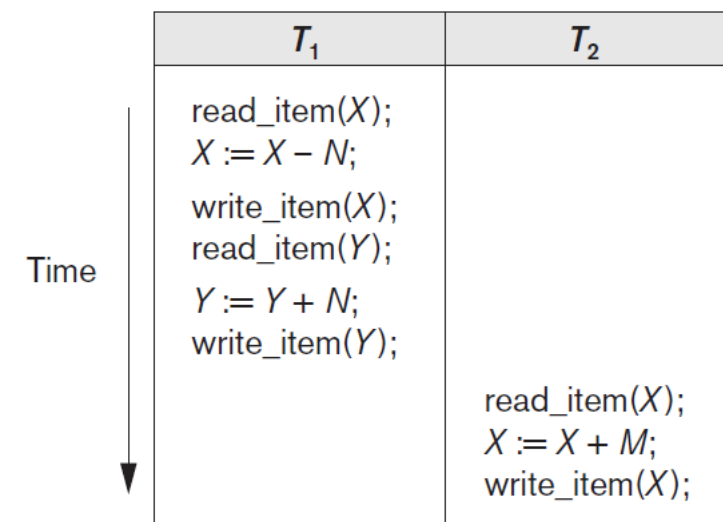 T₁ T₂
read_item(X);
X := X − N;
write_item(X);
read_item(Y);
Time
Y := Y + N;
write_item(Y);
read_item(X);
X := X + M;
write_item(X);